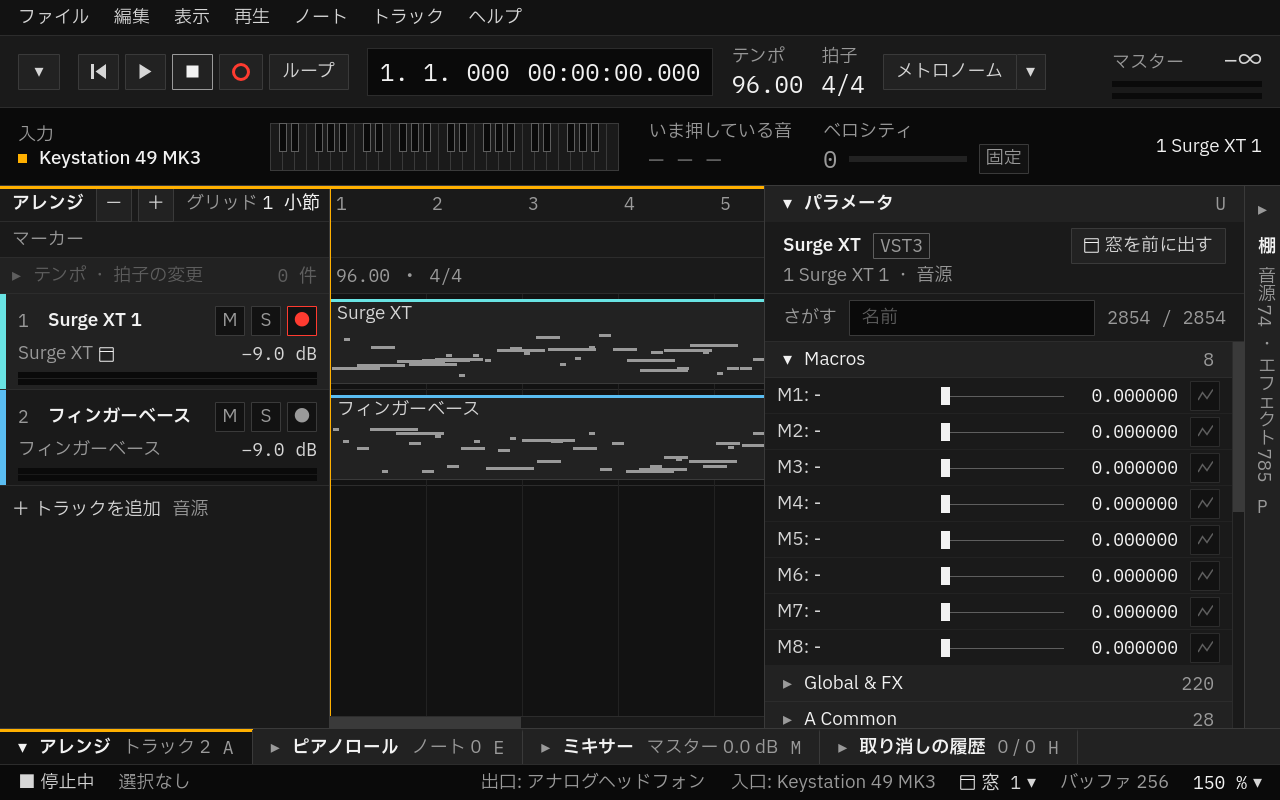 ファイル 編集 表示 再生 ノート トラック ヘルプ
▼ ループ 1. 1. 000 00:00:00.000 テンポ 96.00 拍子 4/4 メトロノーム ▼ マスター −∞
入力 Keystation 49 MK3 いま押している音 — — — ベロシティ 0 固定 1 Surge XT 1
アレンジ − + グリッド 1 小節 1 2 3 4 5
マーカー
▶ テンポ · 拍子の変更 0 件 96.00 • 4/4
1 Surge XT 1 M S
Surge XT −9.0 dB
Surge XT
2 フィンガーベース M S
フィンガーベース −9.0 dB
フィンガーベース
+ トラックを追加 音源
▼ パラメータ U
Surge XT VST3 窓を前に出す
1 Surge XT 1 · 音源
さがす 名前 2854 / 2854
▼ Macros 8
M1: - 0.000000
M2: - 0.000000
M3: - 0.000000
M4: - 0.000000
M5: - 0.000000
M6: - 0.000000
M7: - 0.000000
M8: - 0.000000
▶ Global & FX 220
▶ A Common 28
▶ 棚 音源 74 · エフェクト 785 P
▼ アレンジ トラック 2 A ▶ ピアノロール ノート 0 E ▶ ミキサー マスター 0.0 dB M ▶ 取り消しの履歴 0 / 0 H
■ 停止中 選択なし 出口: アナログヘッドフォン 入口: Keystation 49 MK3 窓 1 ▼ バッファ 256 150 % ▼